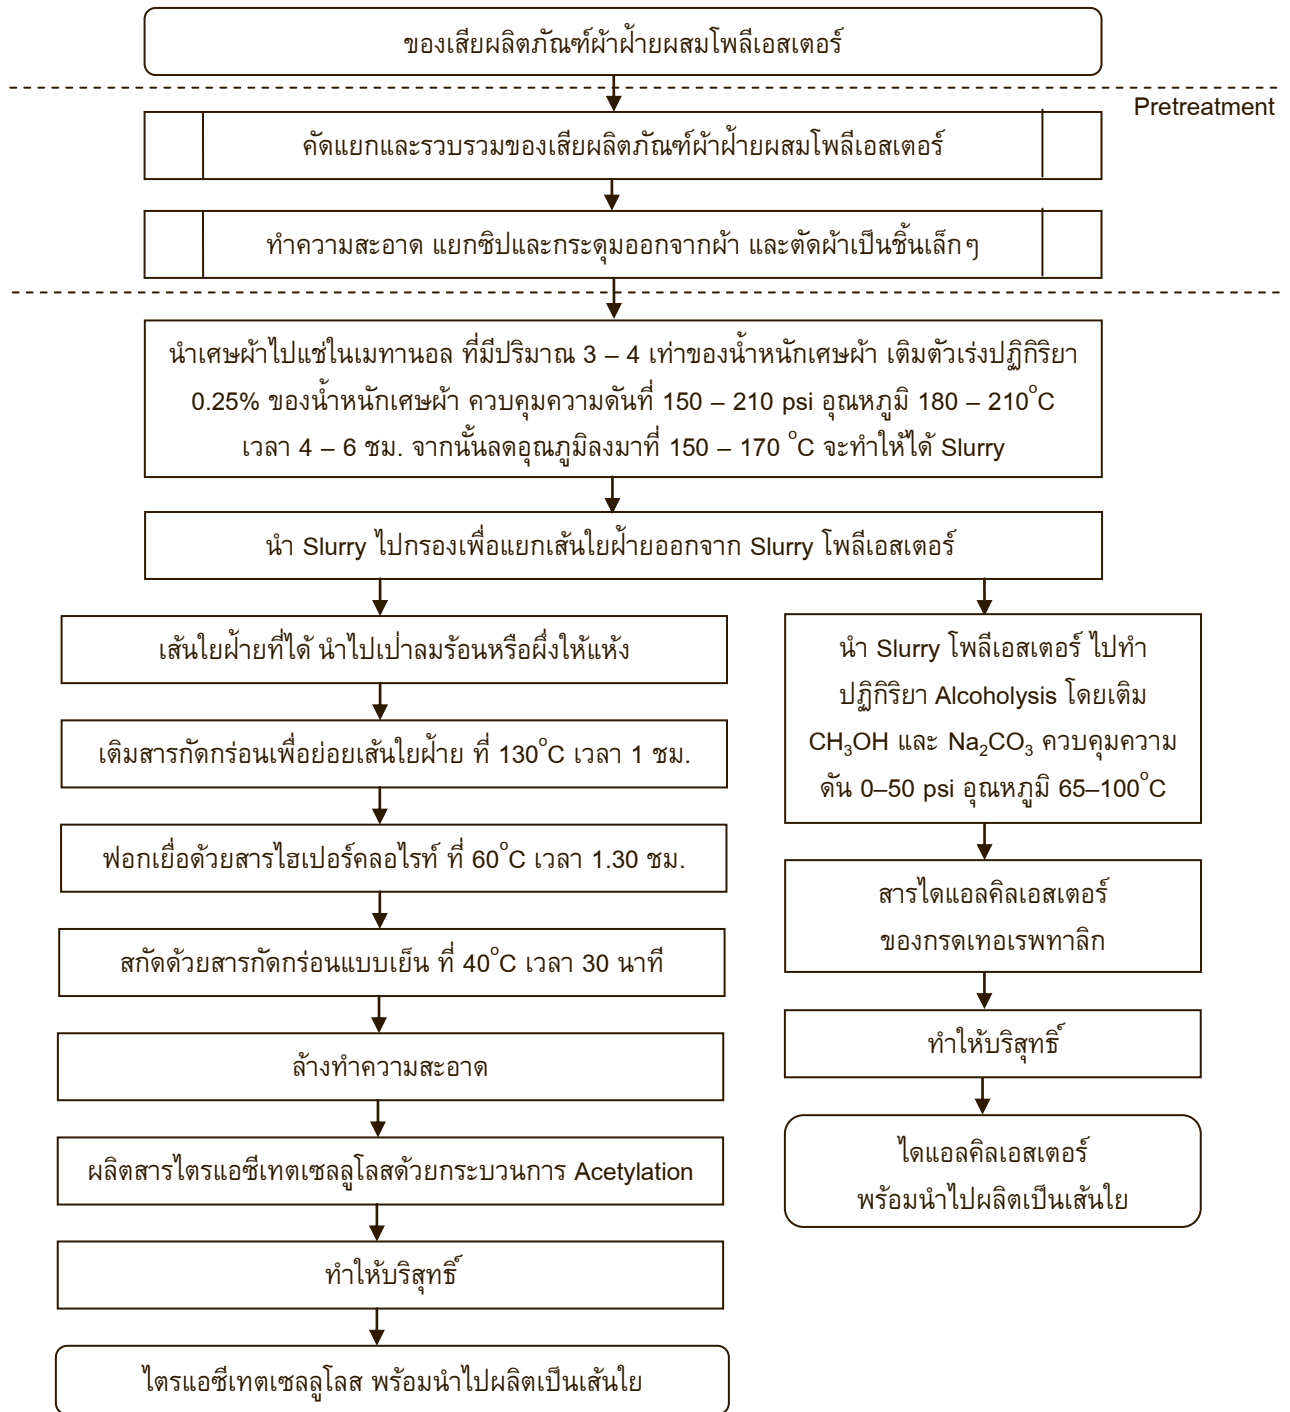 ของเสียผลิตภัณฑ์ผ้าฝ้ายผสมโพลีเอสเตอร์
Pretreatment
คัดแยกและรวบรวมของเสียผลิตภัณฑ์ผ้าฝ้ายผสมโพลีเอสเตอร์
ทำความสะอาด แยกซิปและกระดุมออกจากผ้า และตัดผ้าเป็นชิ้นเล็กๆ
นำเศษผ้าไปแช่ในเมทานอล ที่มีปริมาณ 3 – 4 เท่าของน้ำหนักเศษผ้า เติมตัวเร่งปฏิกิริยา
0.25% ของน้ำหนักเศษผ้า ควบคุมความดันที่ 150 – 210 psi อุณหภูมิ 180 – 210°C
เวลา 4 – 6 ชม. จากนั้นลดอุณภูมิลงมาที่ 150 – 170 °C จะทำให้ได้ Slurry
นำ Slurry ไปกรองเพื่อแยกเส้นใยฝ้ายออกจาก Slurry โพลีเอสเตอร์
เส้นใยฝ้ายที่ได้ นำไปเป่าลมร้อนหรือผึ่งให้แห้ง
เติมสารกัดกร่อนเพื่อย่อยเส้นใยฝ้าย ที่ 130°C เวลา 1 ชม.
ฟอกเยื่อด้วยสารไฮเปอร์คลอไรท์ ที่ 60°C เวลา 1.30 ชม.
สกัดด้วยสารกัดกร่อนแบบเย็น ที่ 40°C เวลา 30 นาที
ล้างทำความสะอาด
ผลิตสารไตรแอซีเทตเซลลูโลสด้วยกระบวนการ Acetylation
ทำให้บริสุทธิ์
ไตรแอซีเทตเซลลูโลส พร้อมนำไปผลิตเป็นเส้นใย
นำ Slurry โพลีเอสเตอร์ ไปทำ
ปฏิกิริยา Alcoholysis โดยเติม
CH₃OH และ Na₂CO₃ ควบคุมความ
ดัน 0–50 psi อุณหภูมิ 65–100°C
สารไดแอลคิลเอสเตอร์
ของกรดเทอเรพทาลิก
ทำให้บริสุทธิ์
ไดแอลคิลเอสเตอร์
พร้อมนำไปผลิตเป็นเส้นใย